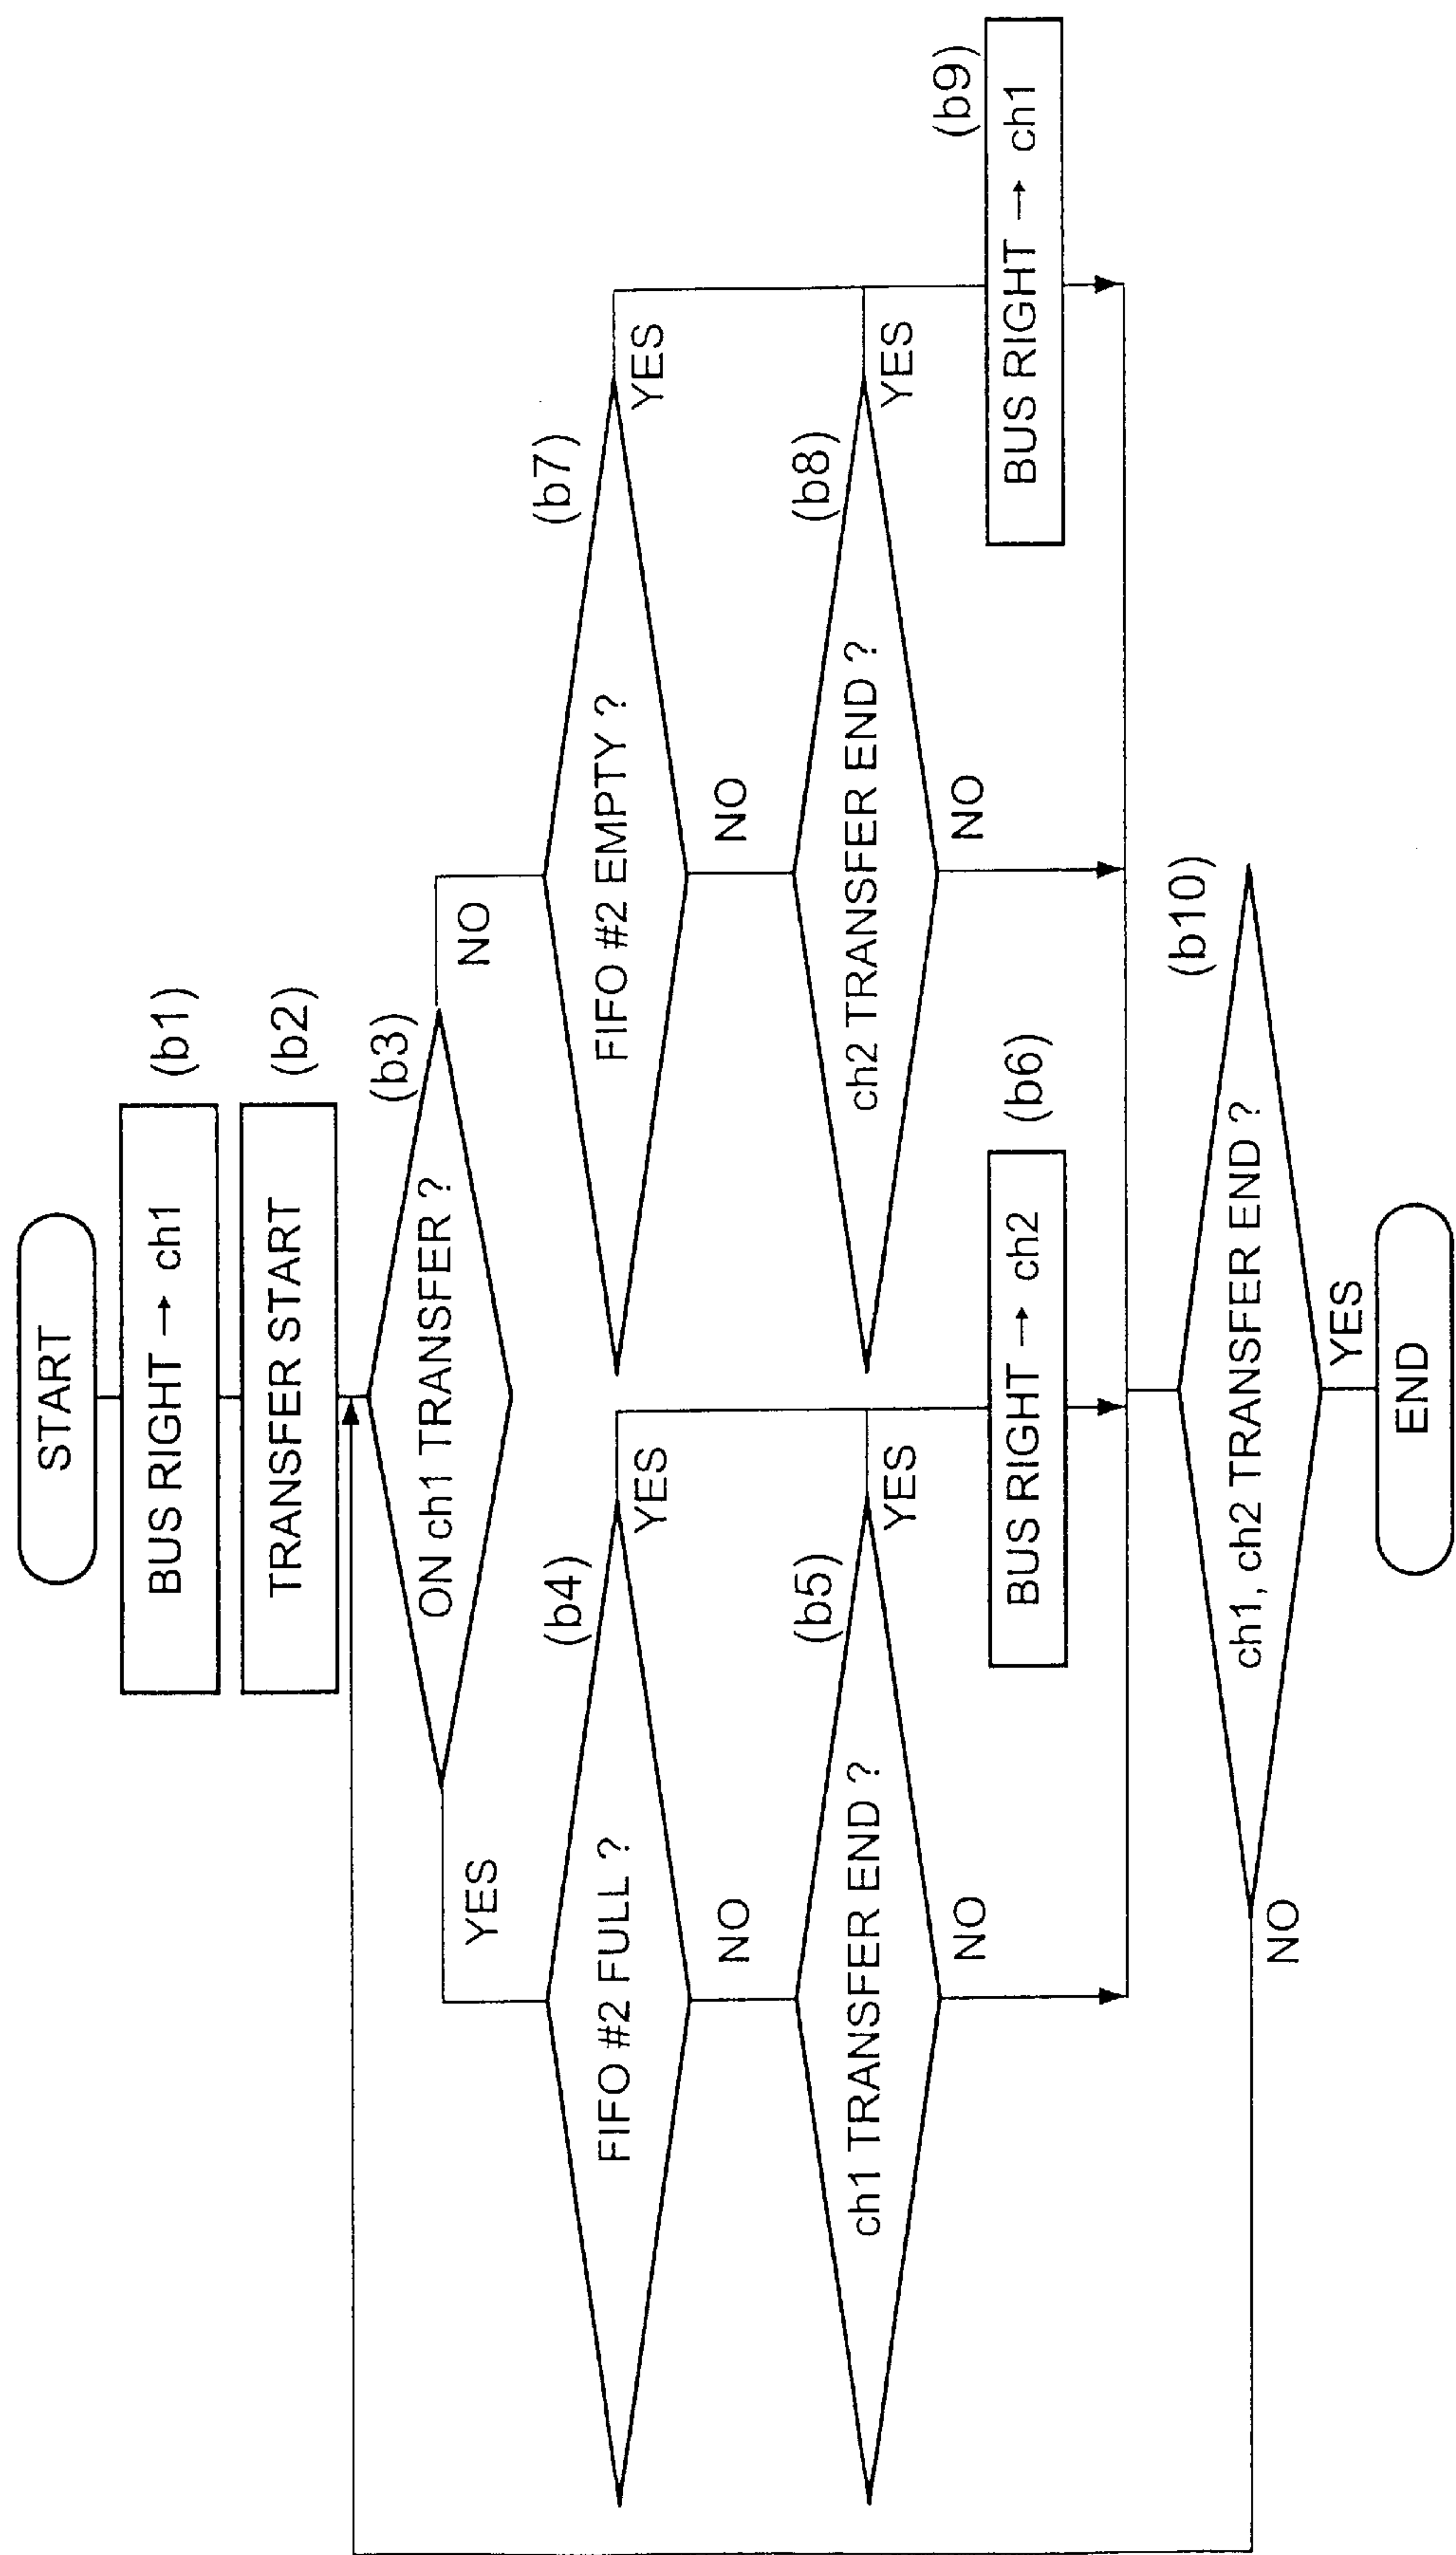 START
BUS RIGHT → ch1
(b1)
TRANSFER START
(b2)
ON ch1 TRANSFER ?
(b3)
YES
NO
FIFO #2 FULL ?
(b4)
YES
NO
FIFO #2 EMPTY ?
(b7)
YES
NO
ch1 TRANSFER END ?
(b5)
YES
NO
ch2 TRANSFER END ?
(b8)
YES
NO
BUS RIGHT → ch2
(b6)
BUS RIGHT → ch1
(b9)
ch1, ch2 TRANSFER END ?
(b10)
NO
YES
END